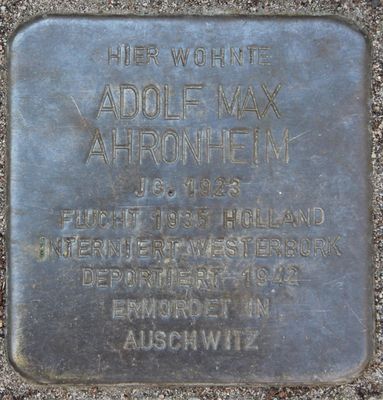 HIER WOHNTE
ADOLF MAX
AHRONHEIM
JG. 1923
FLUCHT 1935 HOLLAND
INTERNIERT WESTERBORK
DEPORTIERT 1942
ERMORDET IN
AUSCHWITZ